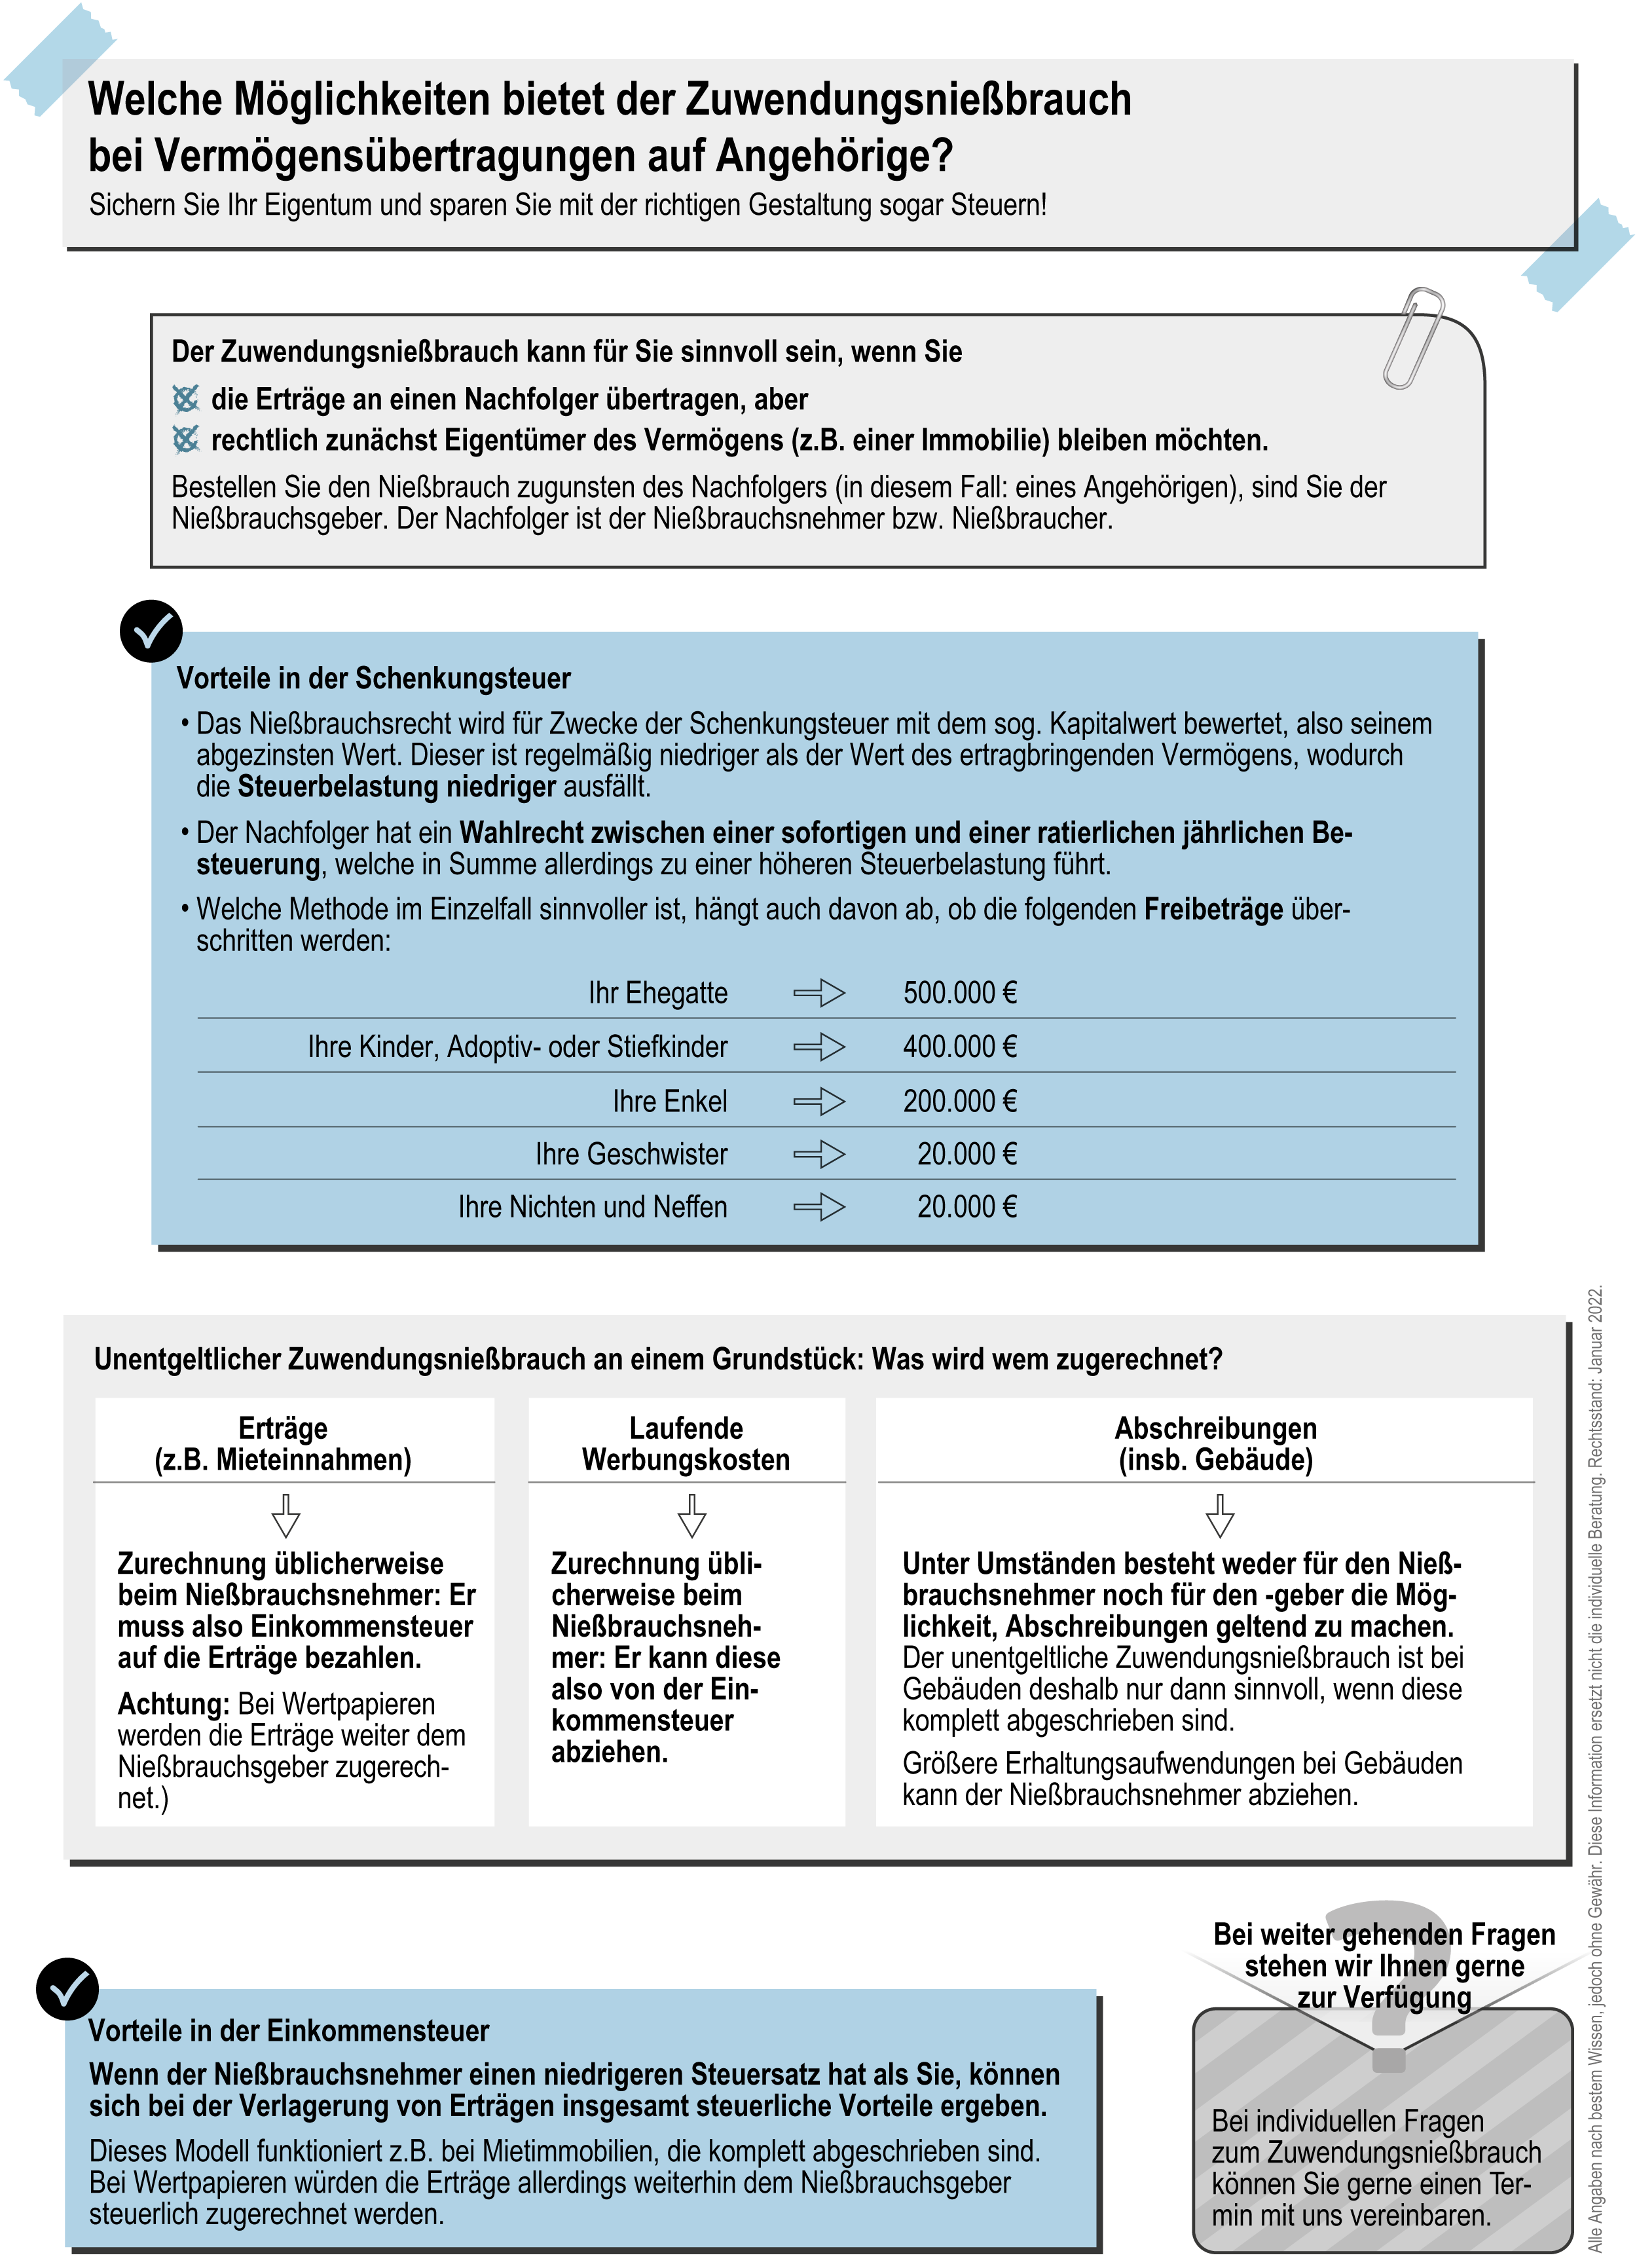 Welche Möglichkeiten bietet der Zuwendungsnießbrauch
bei Vermögensübertragungen auf Angehörige?
Sichern Sie Ihr Eigentum und sparen Sie mit der richtigen Gestaltung sogar Steuern!
Der Zuwendungsnießbrauch kann für Sie sinnvoll sein, wenn Sie
die Erträge an einen Nachfolger übertragen, aber
rechtlich zunächst Eigentümer des Vermögens (z.B. einer Immobilie) bleiben möchten.
Bestellen Sie den Nießbrauch zugunsten des Nachfolgers (in diesem Fall: eines Angehörigen), sind Sie der
Nießbrauchsgeber. Der Nachfolger ist der Nießbrauchsnehmer bzw. Nießbraucher.
Vorteile in der Schenkungsteuer
• Das Nießbrauchsrecht wird für Zwecke der Schenkungsteuer mit dem sog. Kapitalwert bewertet, also seinem
abgezinsten Wert. Dieser ist regelmäßig niedriger als der Wert des ertragbringenden Vermögens, wodurch
die Steuerbelastung niedriger ausfällt.
• Der Nachfolger hat ein Wahlrecht zwischen einer sofortigen und einer ratierlichen jährlichen Be-
steuerung, welche in Summe allerdings zu einer höheren Steuerbelastung führt.
• Welche Methode im Einzelfall sinnvoller ist, hängt auch davon ab, ob die folgenden Freibeträge über-
schritten werden:
Ihr Ehegatte 500.000 €
Ihre Kinder, Adoptiv- oder Stiefkinder 400.000 €
Ihre Enkel 200.000 €
Ihre Geschwister 20.000 €
Ihre Nichten und Neffen 20.000 €
Unentgeltlicher Zuwendungsnießbrauch an einem Grundstück: Was wird wem zugerechnet?
Erträge
(z.B. Mieteinnahmen)
Zurechnung üblicherweise
beim Nießbrauchsnehmer: Er
muss also Einkommensteuer
auf die Erträge bezahlen.
Achtung: Bei Wertpapieren
werden die Erträge weiter dem
Nießbrauchsgeber zugerech-
net.)
Laufende
Werbungskosten
Zurechnung übli-
cherweise beim
Nießbrauchsneh-
mer: Er kann diese
also von der Ein-
kommensteuer
abziehen.
Abschreibungen
(insb. Gebäude)
Unter Umständen besteht weder für den Nieß-
brauchsnehmer noch für den -geber die Mög-
lichkeit, Abschreibungen geltend zu machen.
Der unentgeltliche Zuwendungsnießbrauch ist bei
Gebäuden deshalb nur dann sinnvoll, wenn diese
komplett abgeschrieben sind.
Größere Erhaltungsaufwendungen bei Gebäuden
kann der Nießbrauchsnehmer abziehen.
Vorteile in der Einkommensteuer
Wenn der Nießbrauchsnehmer einen niedrigeren Steuersatz hat als Sie, können
sich bei der Verlagerung von Erträgen insgesamt steuerliche Vorteile ergeben.
Dieses Modell funktioniert z.B. bei Mietimmobilien, die komplett abgeschrieben sind.
Bei Wertpapieren würden die Erträge allerdings weiterhin dem Nießbrauchsgeber
steuerlich zugerechnet werden.
?
Bei weiter gehenden Fragen
stehen wir Ihnen gerne
zur Verfügung
Bei individuellen Fragen
zum Zuwendungsnießbrauch
können Sie gerne einen Ter-
min mit uns vereinbaren.
Alle Angaben nach bestem Wissen, jedoch ohne Gewähr. Diese Information ersetzt nicht die individuelle Beratung. Rechtsstand: Januar 2022.